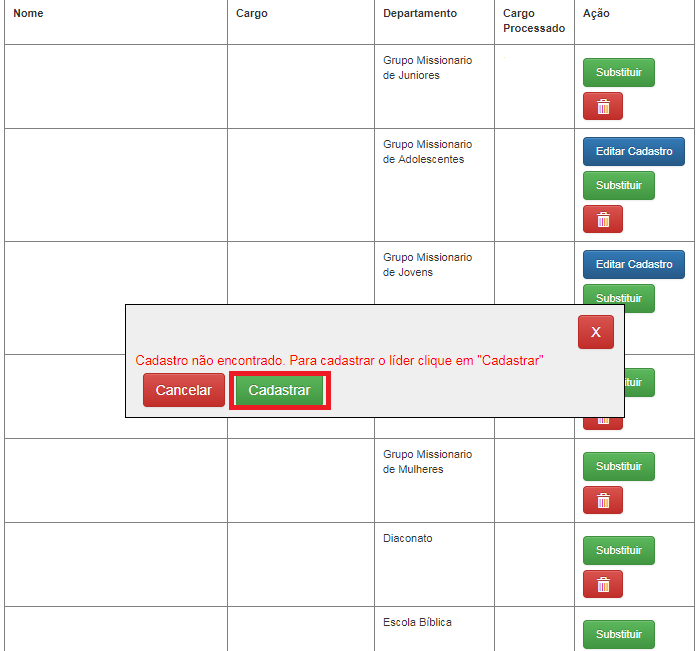 Nome Cargo Departamento Cargo Processado Ação
Grupo Missionario
de Juniores
Substituir
Grupo Missionario
de Adolescentes
Editar Cadastro
Substituir
Grupo Missionario
de Jovens
Editar Cadastro
Substituir
X
Cadastro não encontrado. Para cadastrar o líder clique em "Cadastrar"
Cancelar Cadastrar
Grupo Missionario
de Mulheres
Substituir
Diaconato
Substituir
Escola Bíblica
Substituir